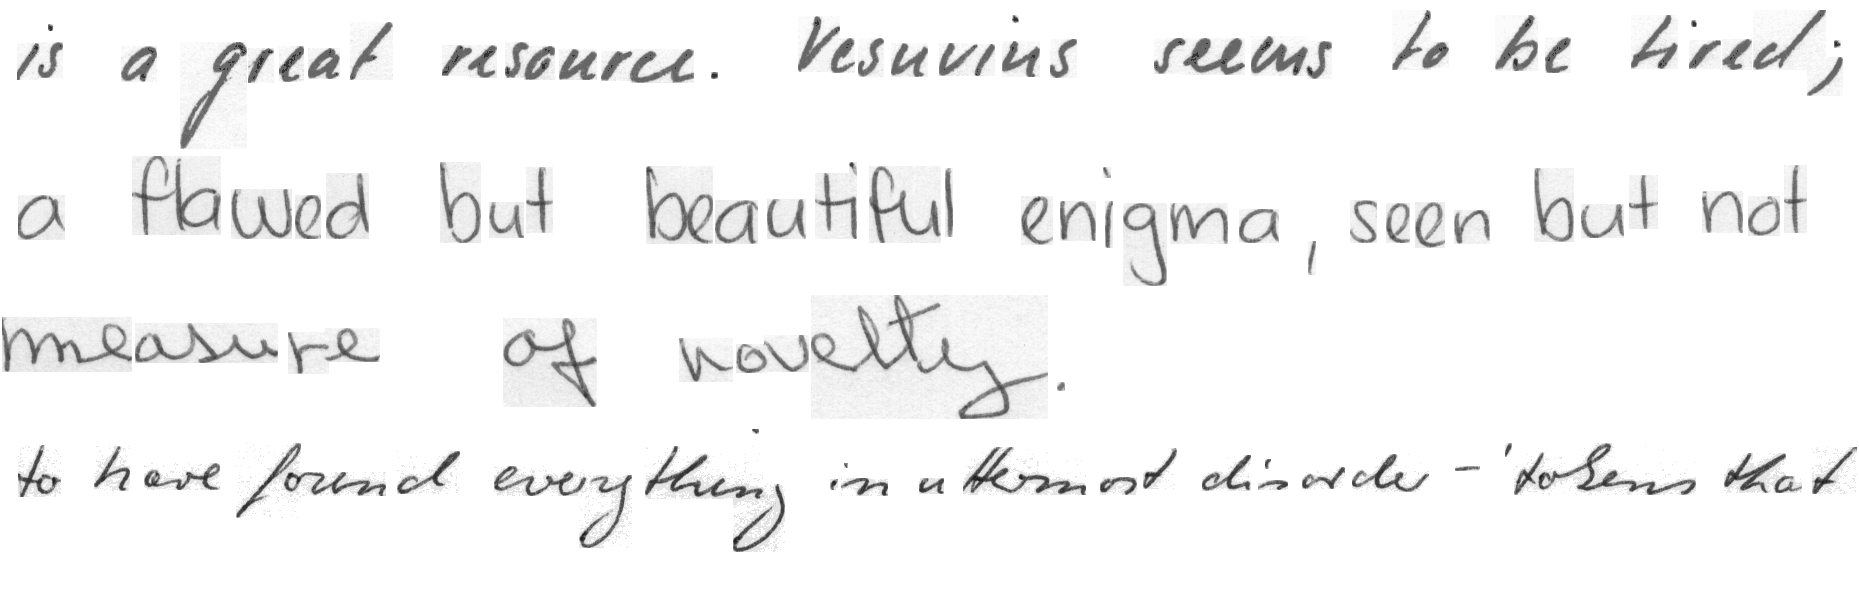 is a great resource. Vesuvius seems to be tired;
a flawed but beautiful enigma, seen but not
measure of novelty.
to have found everything in uttermost disorder - 'tokens that